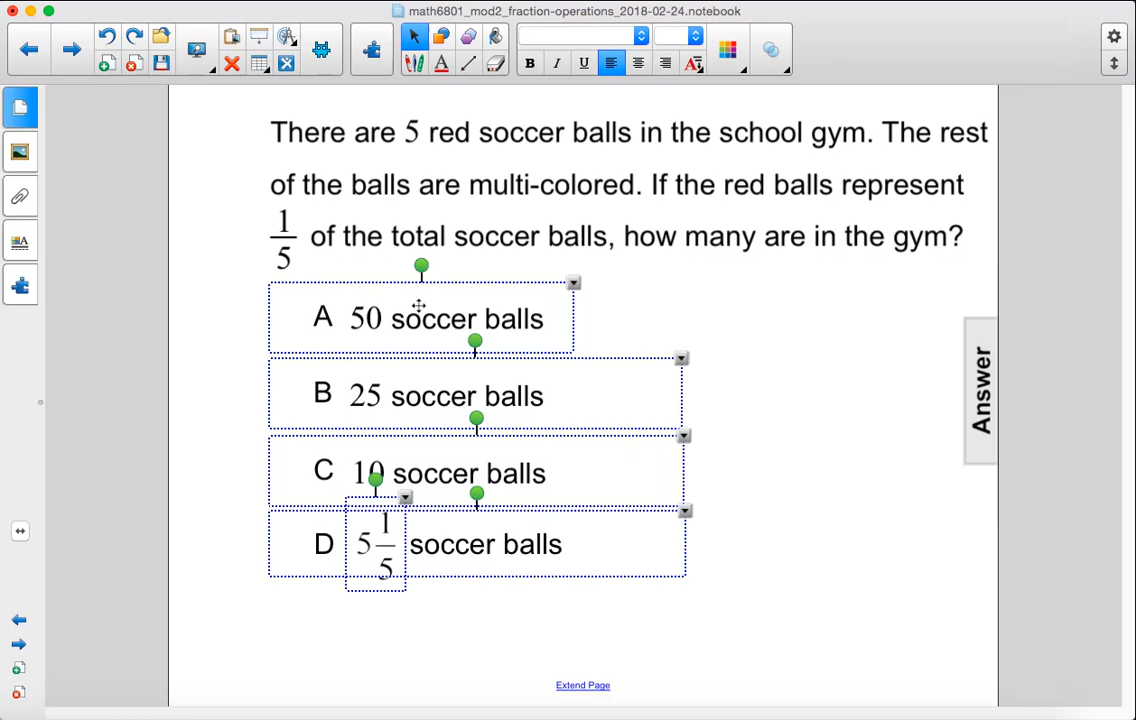 math6801_mod2_fraction-operations_2018-02-24.notebook
B I U A
There are 5 red soccer balls in the school gym. The rest
of the balls are multi-colored. If the red balls represent
1/5 of the total soccer balls, how many are in the gym?
A 50 soccer balls
B 25 soccer balls
C 10 soccer balls
D 5 1/5 soccer balls
Answer
Extend Page